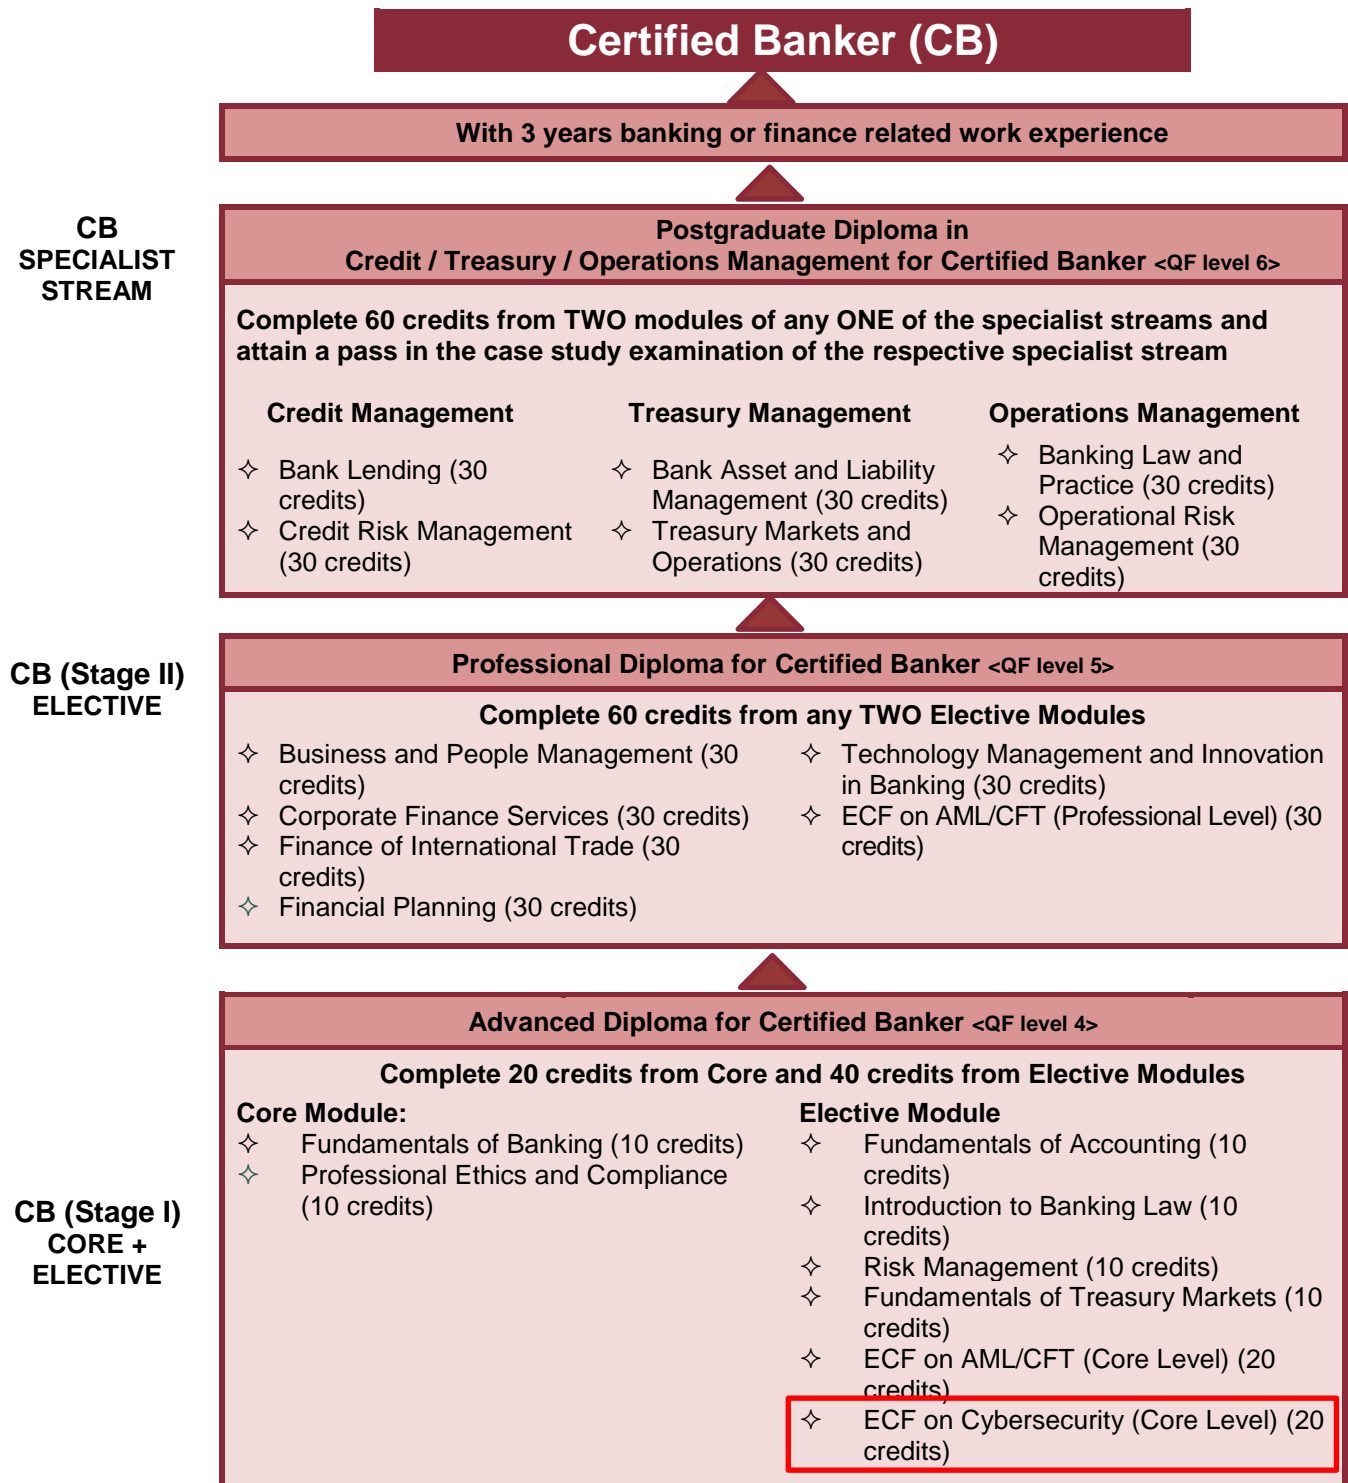 Certified Banker (CB)
With 3 years banking or finance related work experience
CB
SPECIALIST
STREAM
Postgraduate Diploma in
Credit / Treasury / Operations Management for Certified Banker <QF level 6>
Complete 60 credits from TWO modules of any ONE of the specialist streams and
attain a pass in the case study examination of the respective specialist stream
Credit Management
✧ Bank Lending (30
credits)
✧ Credit Risk Management
(30 credits)
Treasury Management
✧ Bank Asset and Liability
Management (30 credits)
✧ Treasury Markets and
Operations (30 credits)
Operations Management
✧ Banking Law and
Practice (30 credits)
✧ Operational Risk
Management (30
credits)
CB (Stage II)
ELECTIVE
Professional Diploma for Certified Banker <QF level 5>
Complete 60 credits from any TWO Elective Modules
✧ Business and People Management (30
credits)
✧ Corporate Finance Services (30 credits)
✧ Finance of International Trade (30
credits)
✧ Financial Planning (30 credits)
✧ Technology Management and Innovation
in Banking (30 credits)
✧ ECF on AML/CFT (Professional Level) (30
credits)
CB (Stage I)
CORE +
ELECTIVE
Advanced Diploma for Certified Banker <QF level 4>
Complete 20 credits from Core and 40 credits from Elective Modules
Core Module:
✧ Fundamentals of Banking (10 credits)
✧ Professional Ethics and Compliance
(10 credits)
Elective Module
✧ Fundamentals of Accounting (10
credits)
✧ Introduction to Banking Law (10
credits)
✧ Risk Management (10 credits)
✧ Fundamentals of Treasury Markets (10
credits)
✧ ECF on AML/CFT (Core Level) (20
credits)
✧ ECF on Cybersecurity (Core Level) (20
credits)